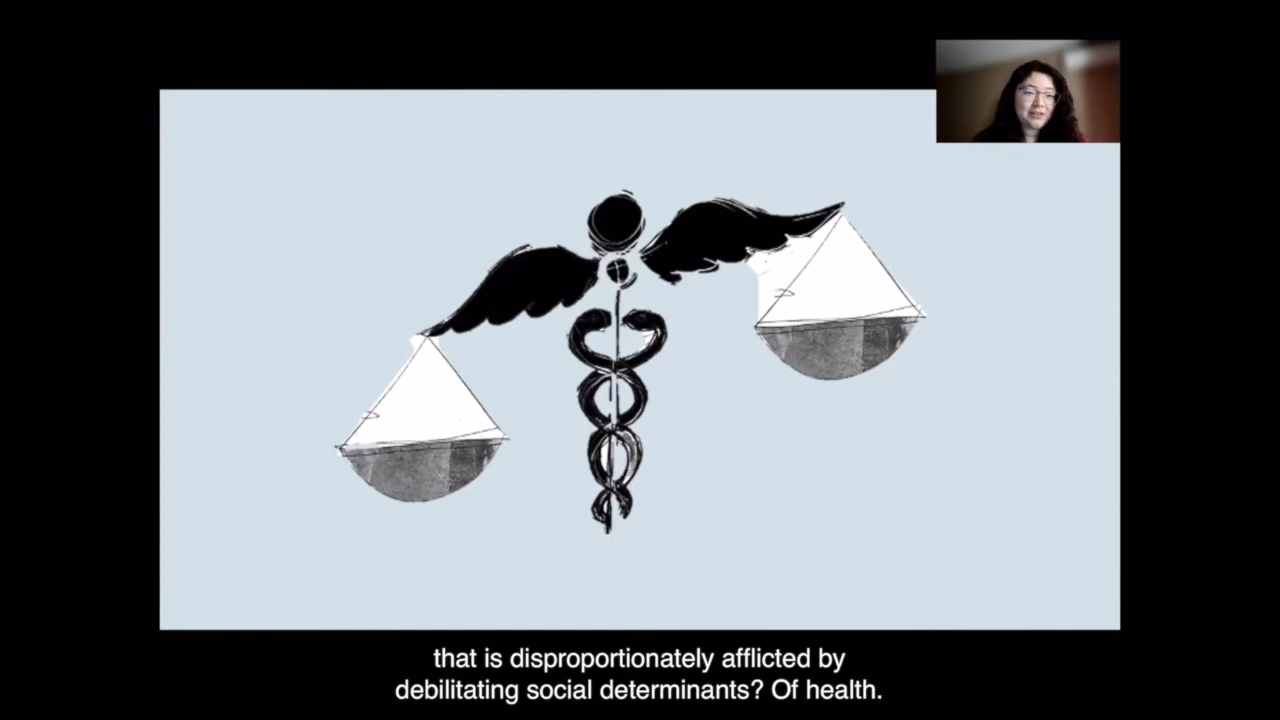 that is disproportionately afflicted by
debilitating social determinants? Of health.